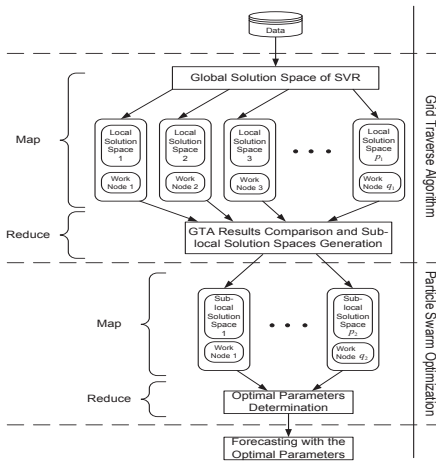 Data
Global Solution Space of SVR
Map
Local
Solution
Space
1
Work
Node 1
Local
Solution
Space
2
Work
Node 2
Local
Solution
Space
3
Work
Node 3
Local
Solution
Space
p₁
Work
Node q₁
Reduce
GTA Results Comparison and Sub-
local Solution Spaces Generation
Grid Traverse Algorithm
Map
Sub-
local
Solution
Space
1
Work
Node 1
Sub-
local
Solution
Space
p₂
Work
Node q₂
Reduce
Optimal Parameters
Determination
Particle Swarm Optimization
Forecasting with the
Optimal Parameters